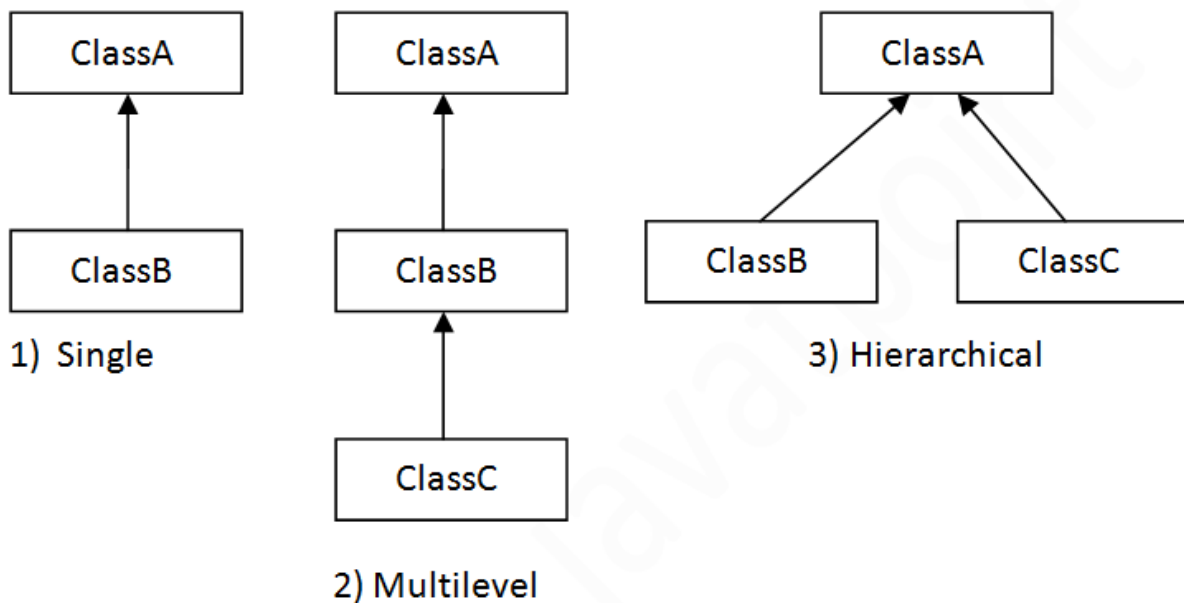 ClassA
ClassB
1) Single
ClassA
ClassB
ClassC
2) Multilevel
ClassA
ClassB
ClassC
3) Hierarchical